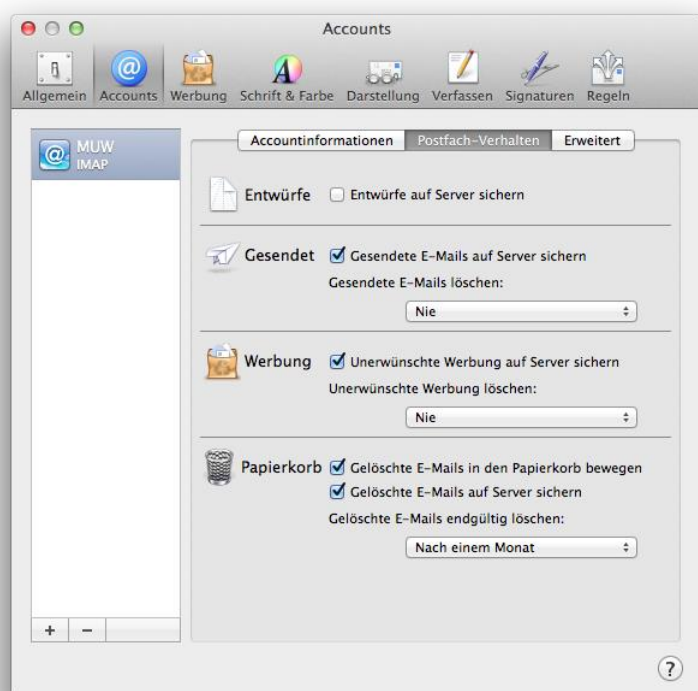 Accounts
Allgemein Accounts Werbung Schrift & Farbe Darstellung Verfassen Signaturen Regeln
MUW
IMAP
Accountinformationen Postfach-Verhalten Erweitert
Entwürfe Entwürfe auf Server sichern
Gesendet Gesendete E-Mails auf Server sichern
Gesendete E-Mails löschen:
Nie
Werbung Unerwünschte Werbung auf Server sichern
Unerwünschte Werbung löschen:
Nie
Papierkorb Gelöschte E-Mails in den Papierkorb bewegen
Gelöschte E-Mails auf Server sichern
Gelöschte E-Mails endgültig löschen:
Nach einem Monat
+ −
?